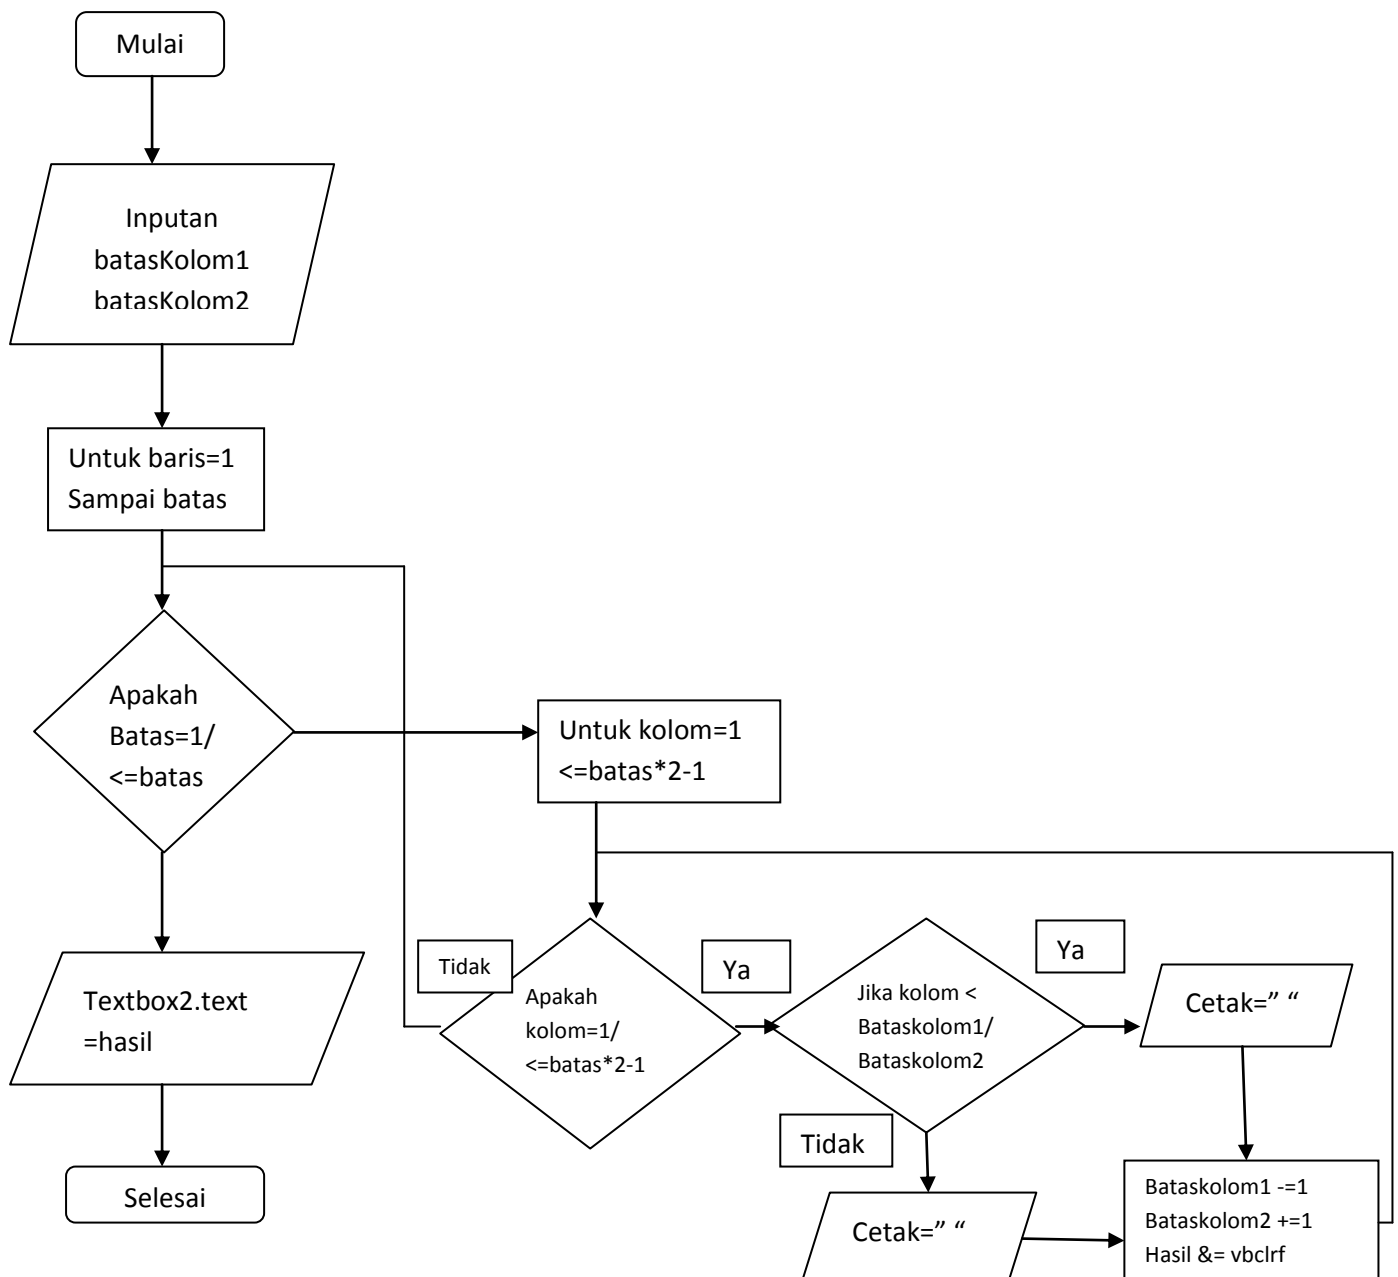 Mulai
Inputan
batasKolom1
batasKolom2
Untuk baris=1
Sampai batas
Apakah
Batas=1/
<=batas
Untuk kolom=1
<=batas*2-1
Textbox2.text
=hasil
Selesai
Tidak
Apakah
kolom=1/
<=batas*2-1
Ya
Jika kolom <
Bataskolom1/
Bataskolom2
Ya
Cetak=” “
Tidak
Cetak=” “
Bataskolom1 -=1
Bataskolom2 +=1
Hasil &= vbclrf